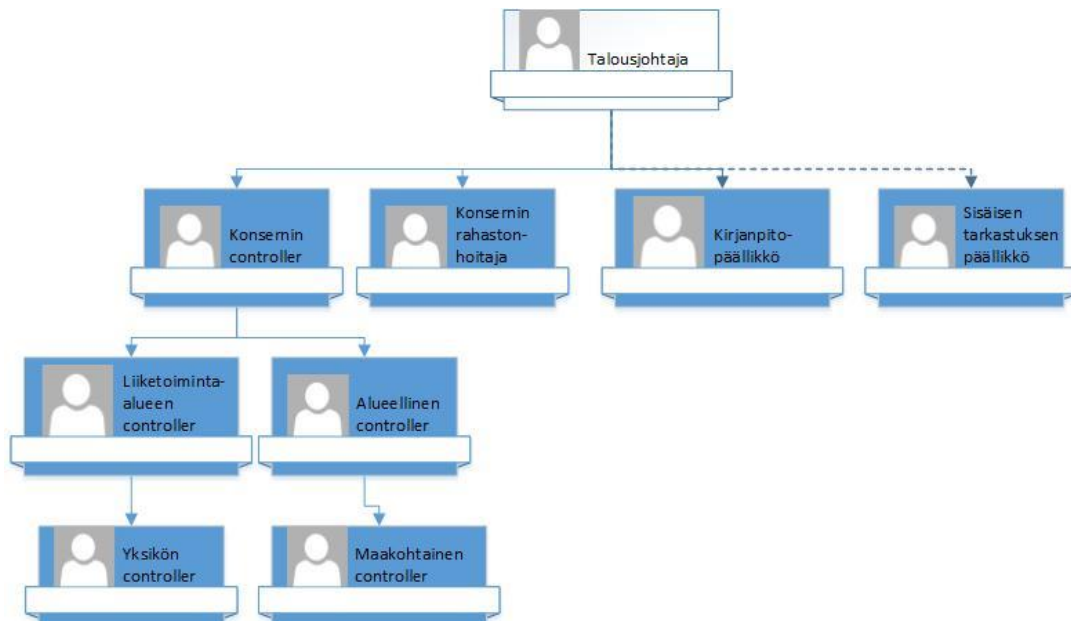 Talousjohtaja
Konsernin
controller
Konsernin
rahaston-
hoitaja
Kirjanpito-
päällikkö
Sisäisen
tarkastuksen
päällikkö
Liiketoiminta-
alueen
controller
Alueellinen
controller
Yksikön
controller
Maakohtainen
controller